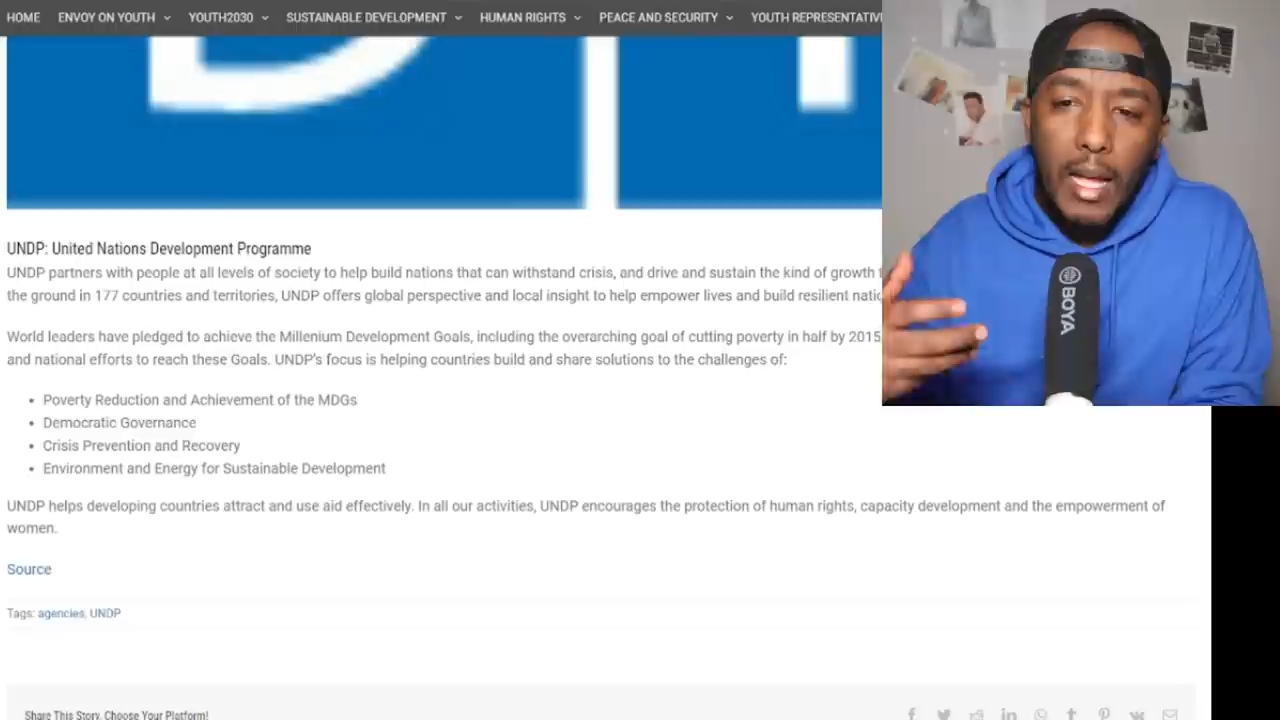 HOME ENVOY ON YOUTH YOUTH2030 SUSTAINABLE DEVELOPMENT HUMAN RIGHTS PEACE AND SECURITY YOUTH
UNDP: United Nations Development Programme
UNDP partners with people at all levels of society to help build nations that can withstand crisis, and drive and sustain the kind of growth
the ground in 177 countries and territories, UNDP offers global perspective and local insight to help empower lives and build resilient
World leaders have pledged to achieve the Millenium Development Goals, including the overarching goal of cutting poverty in half by 2015
and national efforts to reach these Goals. UNDP's focus is helping countries build and share solutions to the challenges of:
• Poverty Reduction and Achievement of the MDGs
• Democratic Governance
• Crisis Prevention and Recovery
• Environment and Energy for Sustainable Development
UNDP helps developing countries attract and use aid effectively. In all our activities, UNDP encourages the protection of human rights, capacity development and the empowerment of
women.
Source
Tags: agencies, UNDP
Share This Story, Choose Your Platform!
BOYA